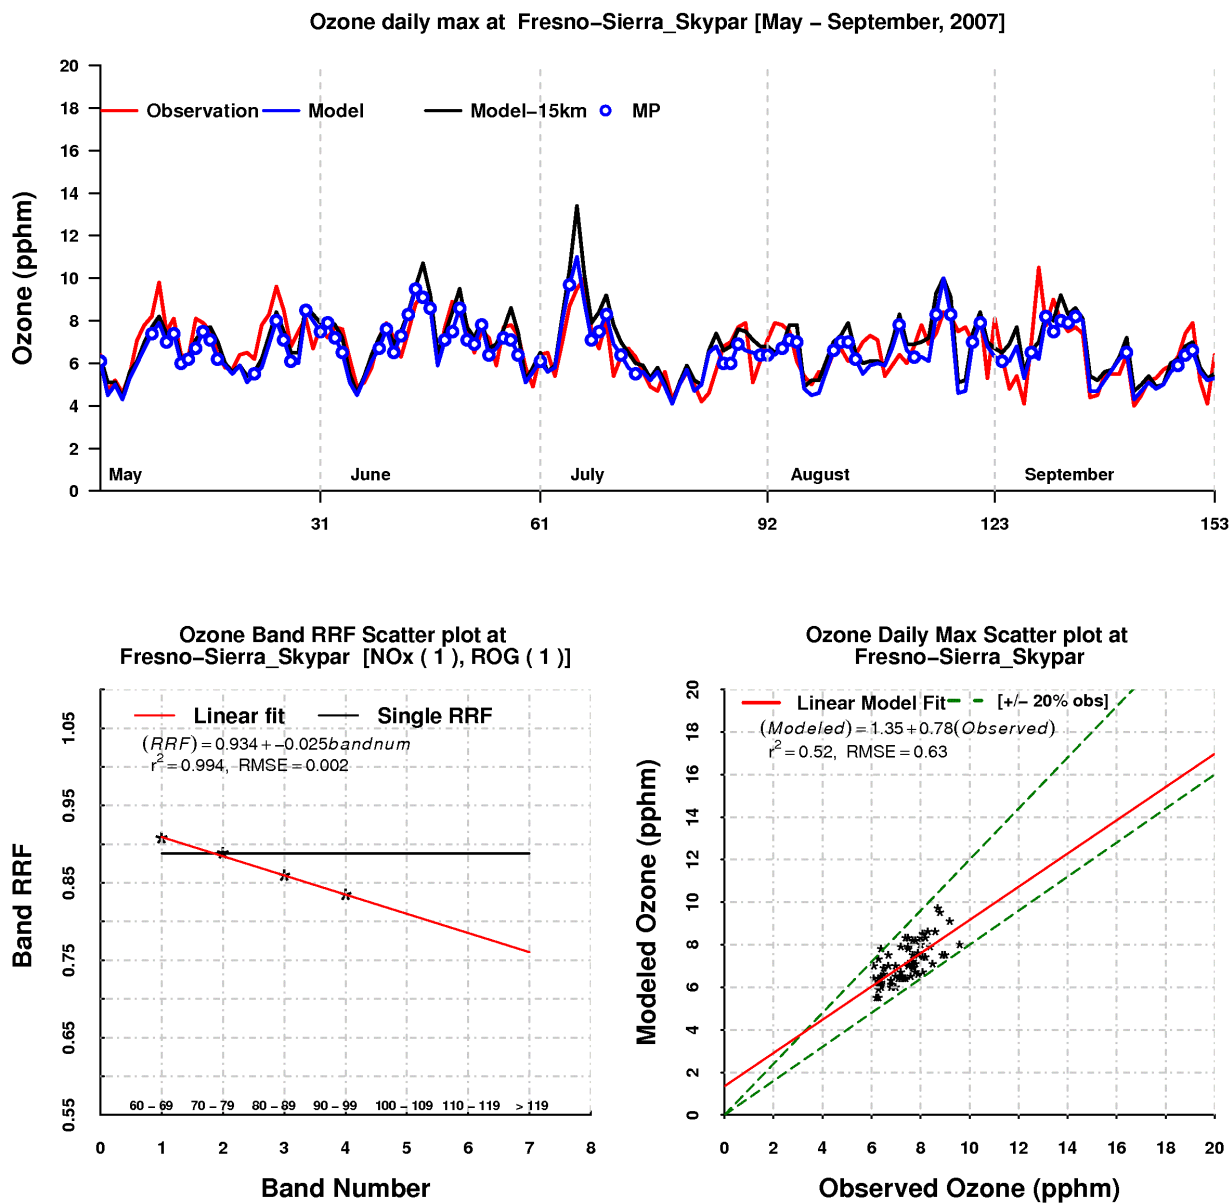 Ozone daily max at Fresno−Sierra_Skypar [May − September, 2007]
20
18
16
14
12
10
8
6
4
2
0
Ozone (pphm)
Observation Model Model−15km MP
May June July August September
31 61 92 123 153
Ozone Band RRF Scatter plot at
Fresno−Sierra_Skypar [NOx ( 1 ), ROG ( 1 )]
1.05
0.95
0.85
0.75
0.65
0.55
Band RRF
Linear fit Single RRF
(RRF) = 0.934 + −0.025bandnum
r2 = 0.994, RMSE = 0.002
60 − 69 70 − 79 80 − 89 90 − 99 100 − 109 110 − 119 > 119
0 1 2 3 4 5 6 7 8
Band Number
Ozone Daily Max Scatter plot at
Fresno−Sierra_Skypar
20
18
16
14
12
10
8
6
4
2
0
Modeled Ozone (pphm)
Linear Model Fit [+/− 20% obs]
(Modeled) = 1.35 + 0.78(Observed)
r2 = 0.52, RMSE = 0.63
0 2 4 6 8 10 12 14 16 18 20
Observed Ozone (pphm)